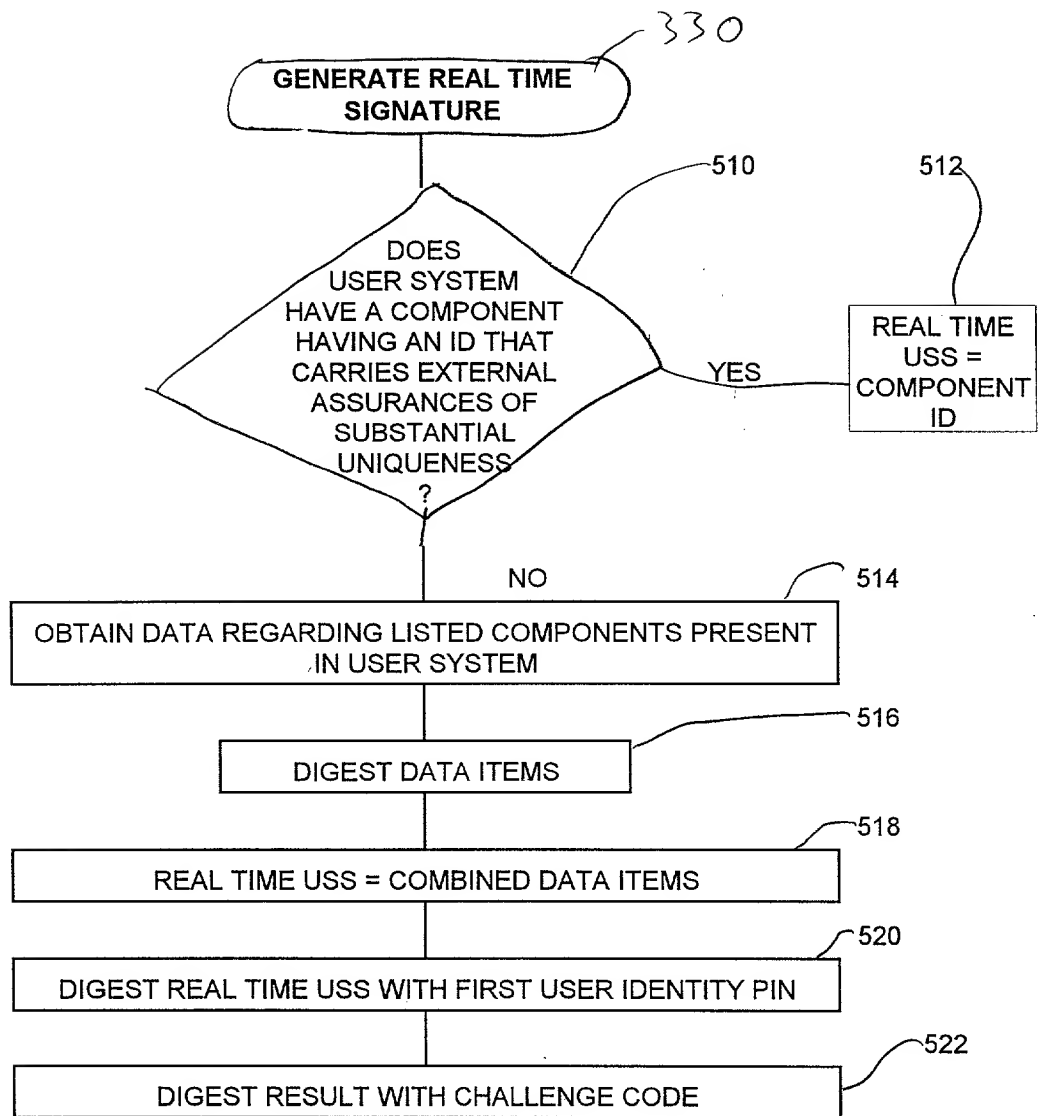 330
GENERATE REAL TIME
SIGNATURE
510
512
DOES
USER SYSTEM
HAVE A COMPONENT
HAVING AN ID THAT
CARRIES EXTERNAL
ASSURANCES OF
SUBSTANTIAL
UNIQUENESS
?
YES
REAL TIME
USS =
COMPONENT
ID
NO
514
OBTAIN DATA REGARDING LISTED COMPONENTS PRESENT
IN USER SYSTEM
516
DIGEST DATA ITEMS
518
REAL TIME USS = COMBINED DATA ITEMS
520
DIGEST REAL TIME USS WITH FIRST USER IDENTITY PIN
522
DIGEST RESULT WITH CHALLENGE CODE